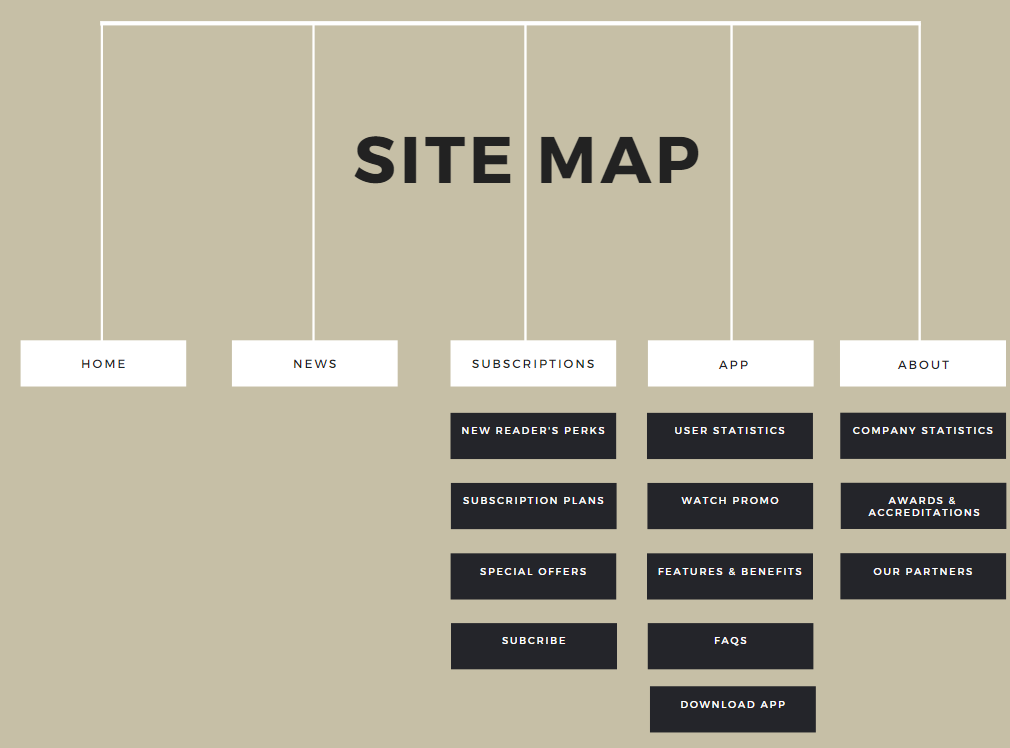 SITE MAP
HOME
NEWS
SUBSCRIPTIONS
APP
ABOUT
NEW READER'S PERKS
USER STATISTICS
COMPANY STATISTICS
SUBSCRIPTION PLANS
WATCH PROMO
AWARDS &
ACCREDITATIONS
SPECIAL OFFERS
FEATURES & BENEFITS
OUR PARTNERS
SUBCRIBE
FAQS
DOWNLOAD APP